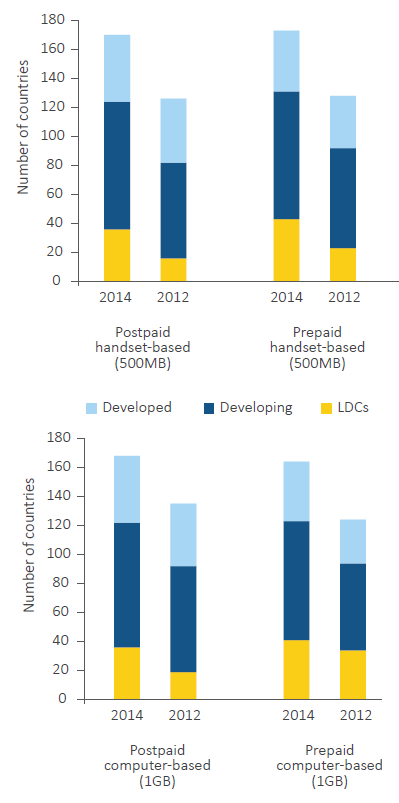 180
160
140
120
100
80
60
40
20
0
Number of countries
2014 2012 2014 2012
Postpaid
handset-based
(500MB)
Prepaid
handset-based
(500MB)
Developed Developing LDCs
180
160
140
120
100
80
60
40
20
0
Number of countries
2014 2012 2014 2012
Postpaid
computer-based
(1GB)
Prepaid
computer-based
(1GB)